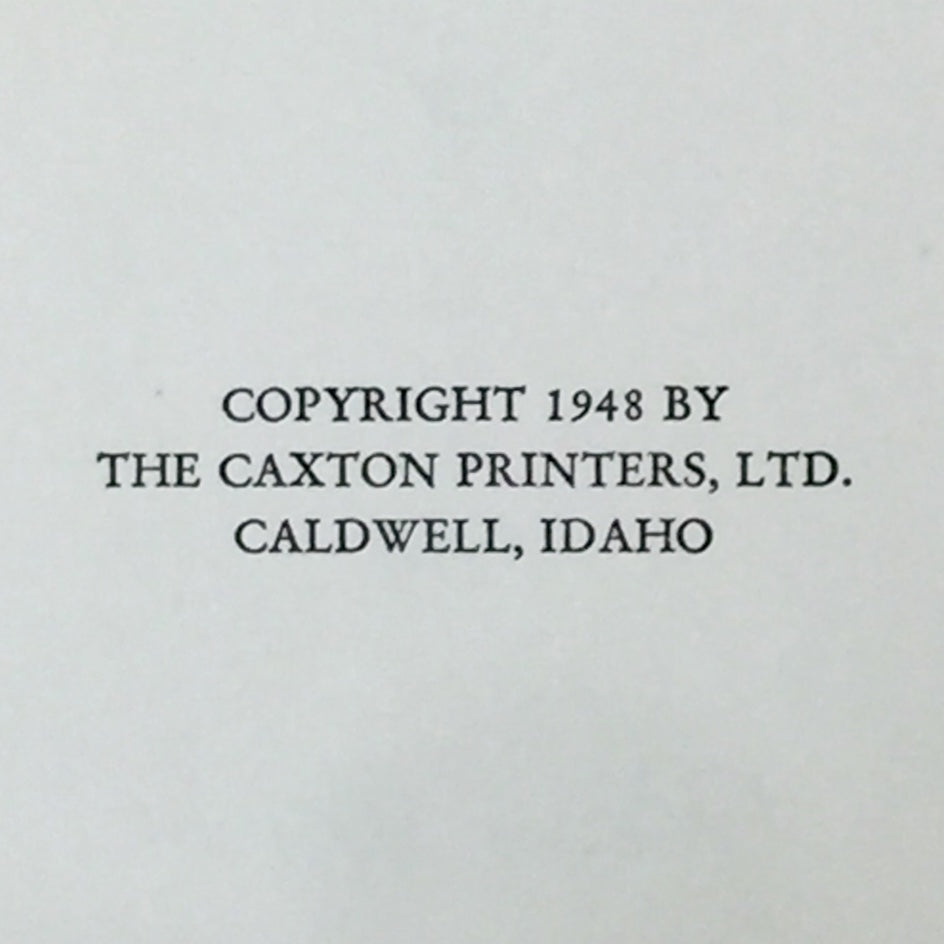 COPYRIGHT 1948 BY
THE CAXTON PRINTERS, LTD.
CALDWELL, IDAHO